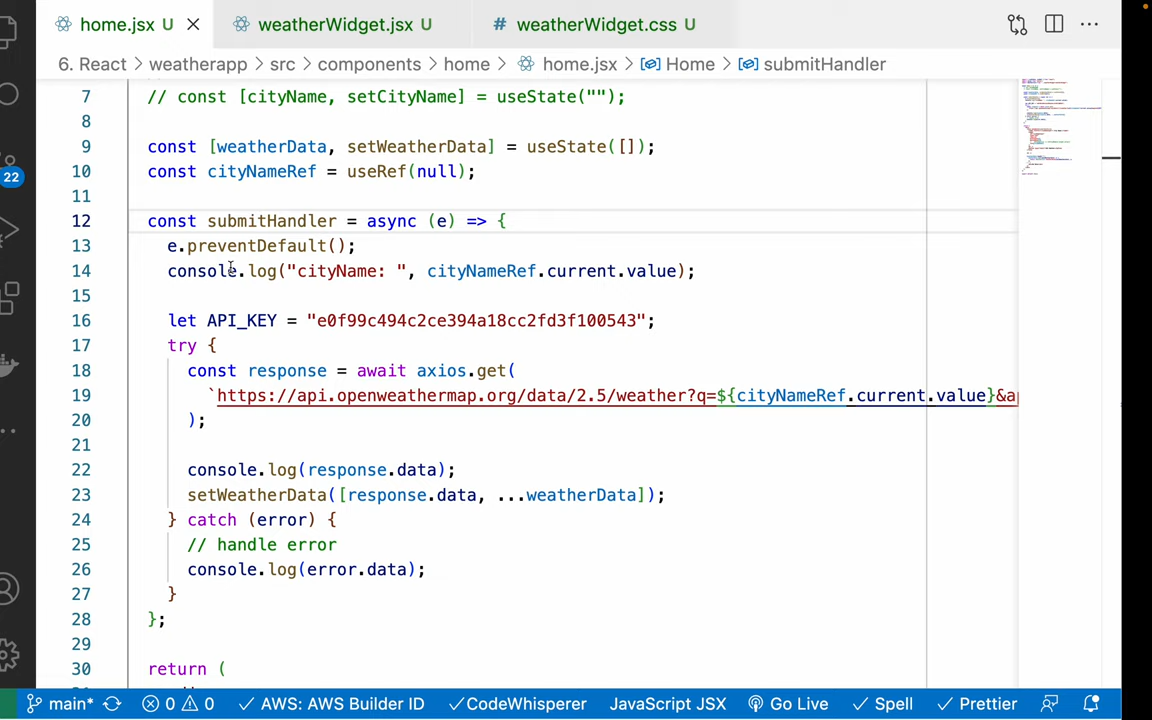 home.jsx U
weatherWidget.jsx U
# weatherWidget.css U
6. React > weatherapp > src > components > home > home.jsx > Home > submitHandler
7 // const [cityName, setCityName] = useState("");
8
9 const [weatherData, setWeatherData] = useState([]);
10 const cityNameRef = useRef(null);
11
12 const submitHandler = async (e) => {
13 e.preventDefault();
14 console.log("cityName: ", cityNameRef.current.value);
15
16 let API_KEY = "e0f99c494c2ce394a18cc2fd3f100543";
17 try {
18 const response = await axios.get(
19 `https://api.openweathermap.org/data/2.5/weather?q=${cityNameRef.current.value}&ap
20 );
21
22 console.log(response.data);
23 setWeatherData([response.data, ...weatherData]);
24 } catch (error) {
25 // handle error
26 console.log(error.data);
27 }
28 };
29
30 return (
22
main* 0 0 AWS: AWS Builder ID CodeWhisperer JavaScript JSX Go Live Spell Prettier